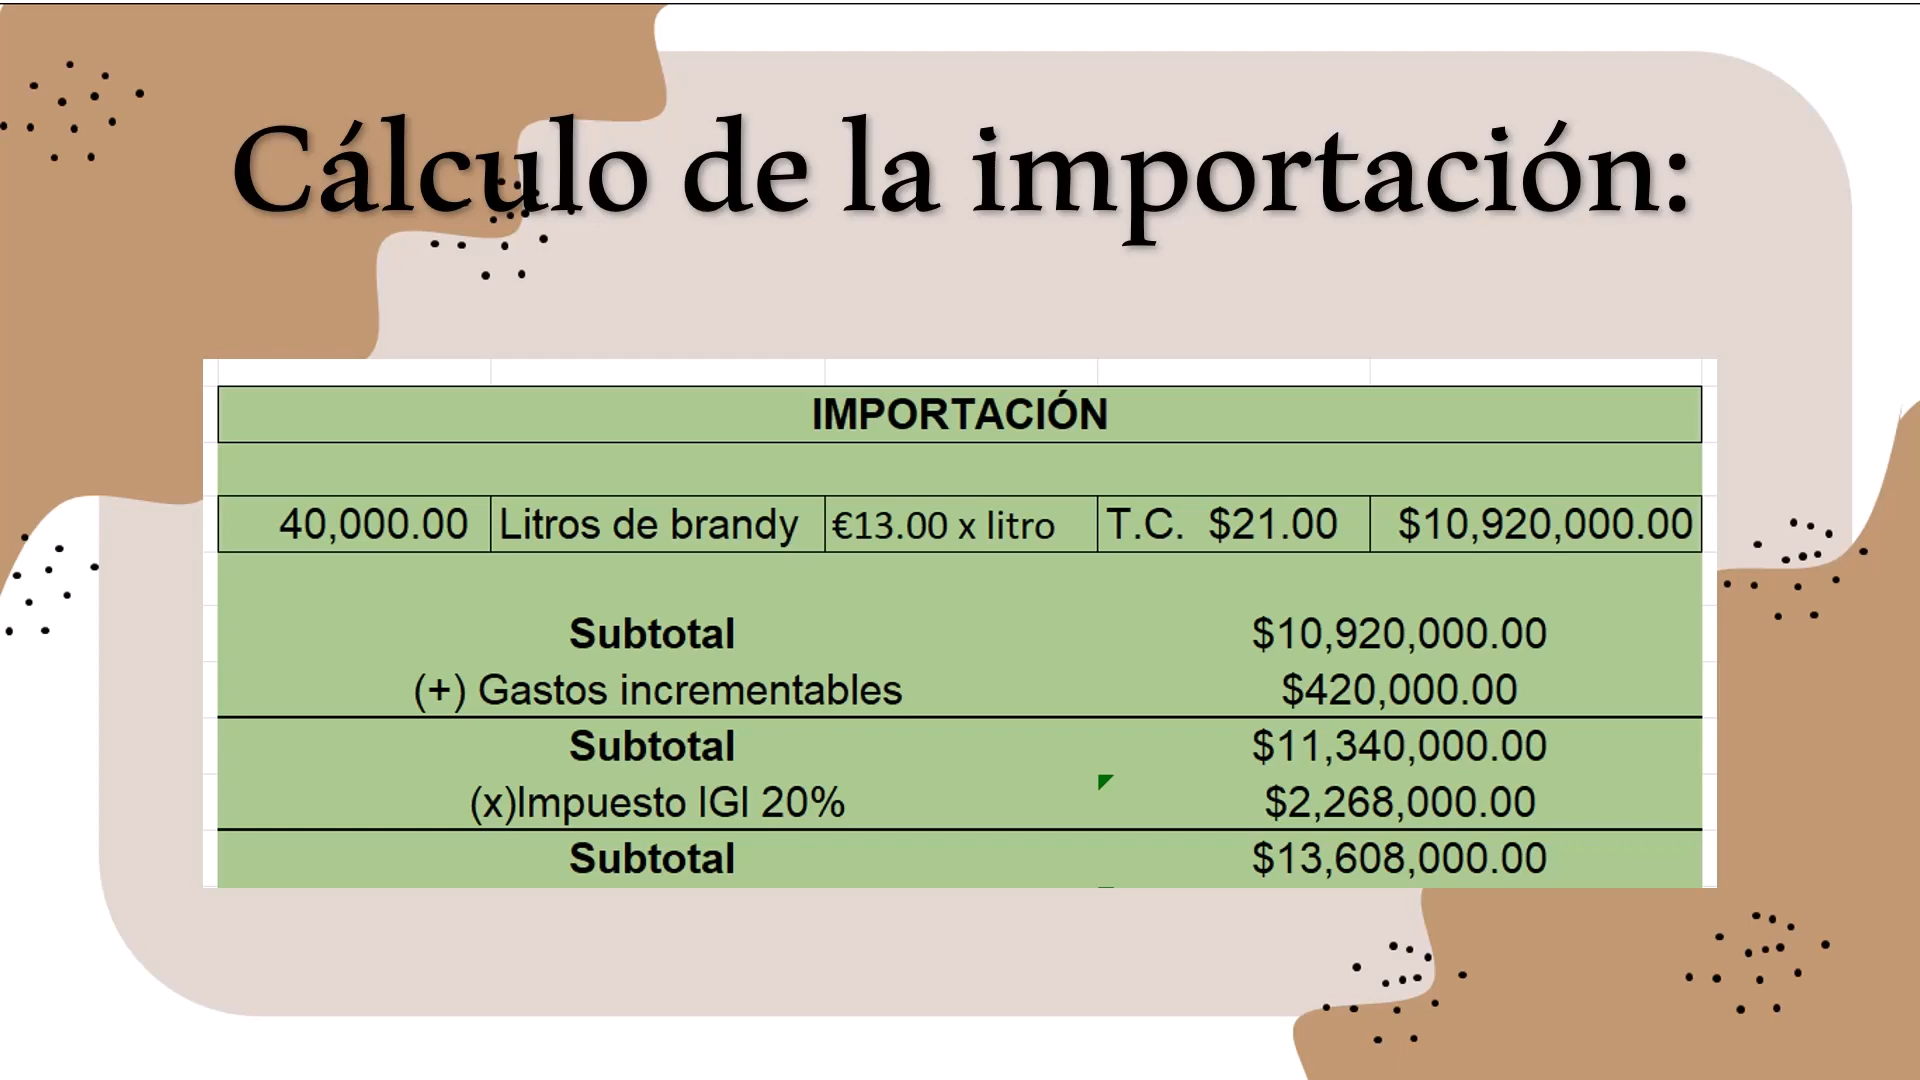 Cálculo de la importación:
IMPORTACIÓN
40,000.00 Litros de brandy €13.00 x litro T.C. $21.00 $10,920,000.00
Subtotal $10,920,000.00
(+) Gastos incrementables $420,000.00
Subtotal $11,340,000.00
(x)Impuesto IGI 20% $2,268,000.00
Subtotal $13,608,000.00